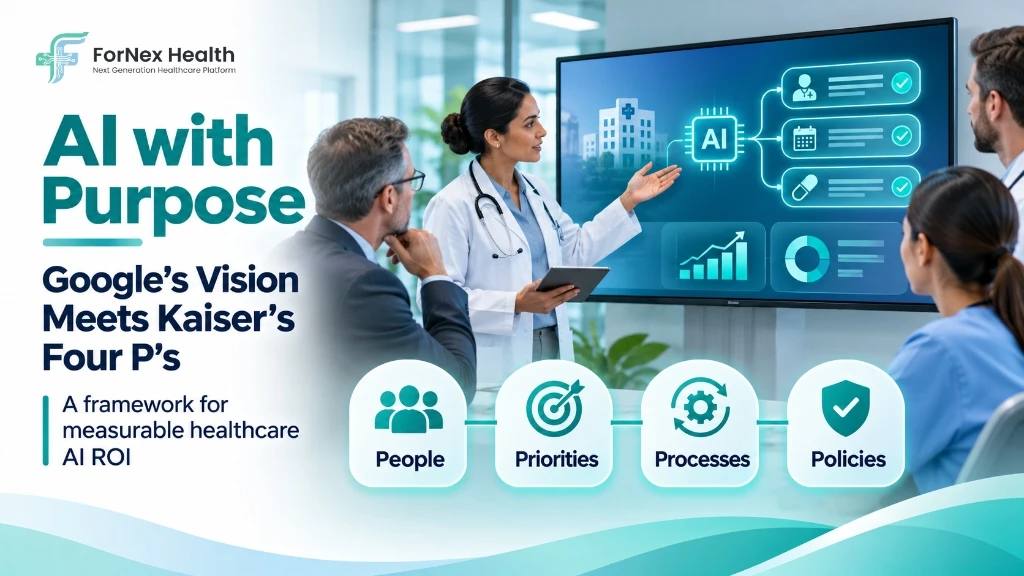 ForNex Health
Next Generation Healthcare Platform
AI with
Purpose
Google's Vision
Meets Kaiser's
Four P's
A framework for
measurable healthcare
AI ROI
AI
People
Priorities
Processes
Policies